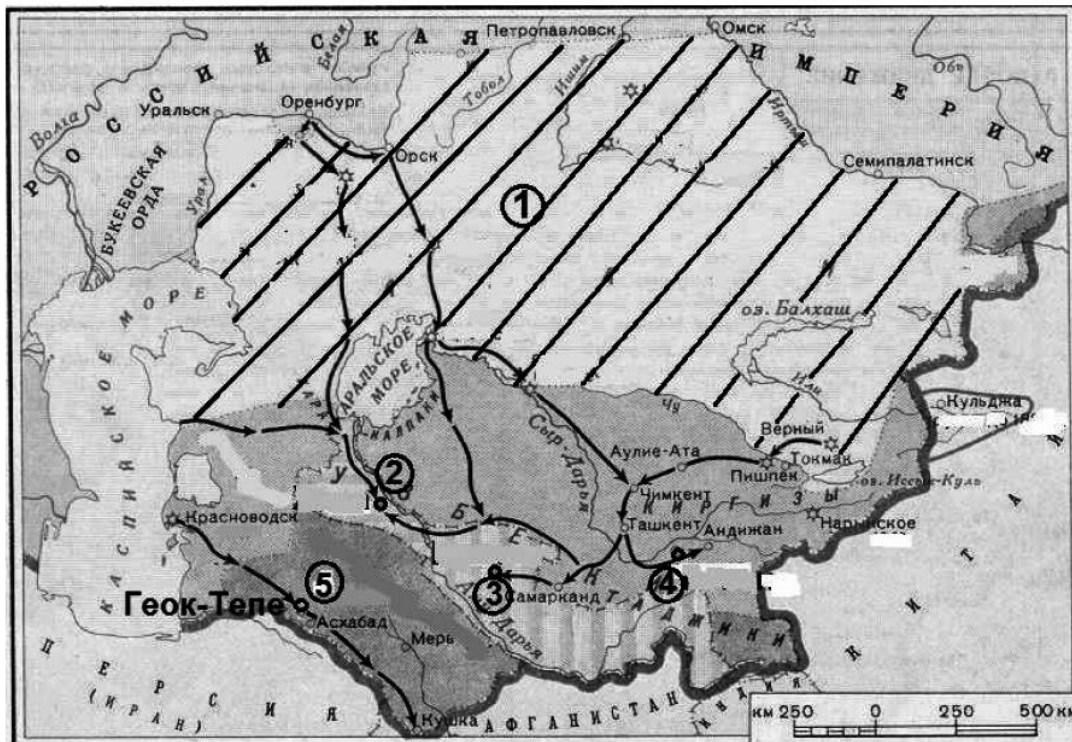 РОССИЙСКАЯ
ИМПЕРИЯ
Петропавловск
Омск
Обь
Белая
Тобол
Ишим
Иртыш
Волга
Уральск
Оренбург
Орск
Семипалатинск
БУКЕЕВСКАЯ
ОРДА
Урал
1
КАСПИЙСКОЕ МОРЕ
АРАЛЬСКОЕ
МОРЕ
оз. Балхаш
Или
Кульджа
Чу
Верный
Токмак
Пишпек
оз. Иссык-Куль
Аулие-Ата
Сыр-Дарья
Чимкент
КИРГИЗЫ
Ташкент
Андижан
Нарынское
2
Красноводск
3
4
Самарканд
5
Геок-Тепе
Асхабад
Мерь
Дарья
Кушка
ПЕРСИЯ
(ИРАН)
АФГАНИСТАН
ИНДИЯ
КИТАЙ
км 250 0 250 500 км